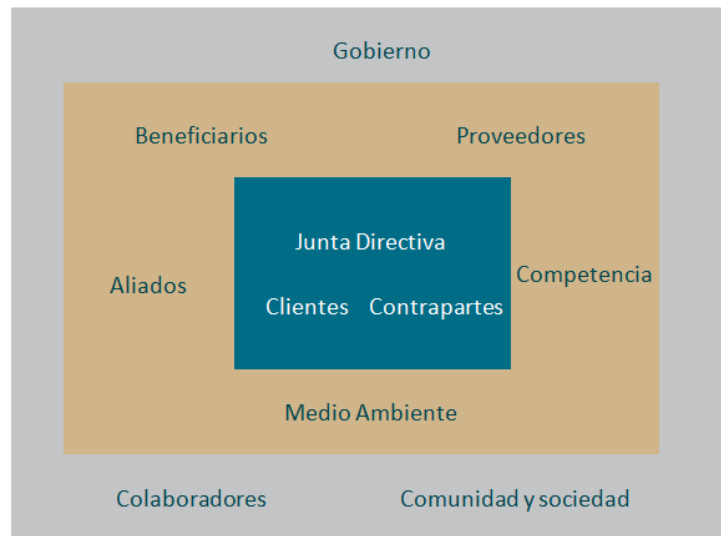 Gobierno
Beneficiarios
Proveedores
Junta Directiva
Aliados
Competencia
Clientes
Contrapartes
Medio Ambiente
Colaboradores
Comunidad y sociedad